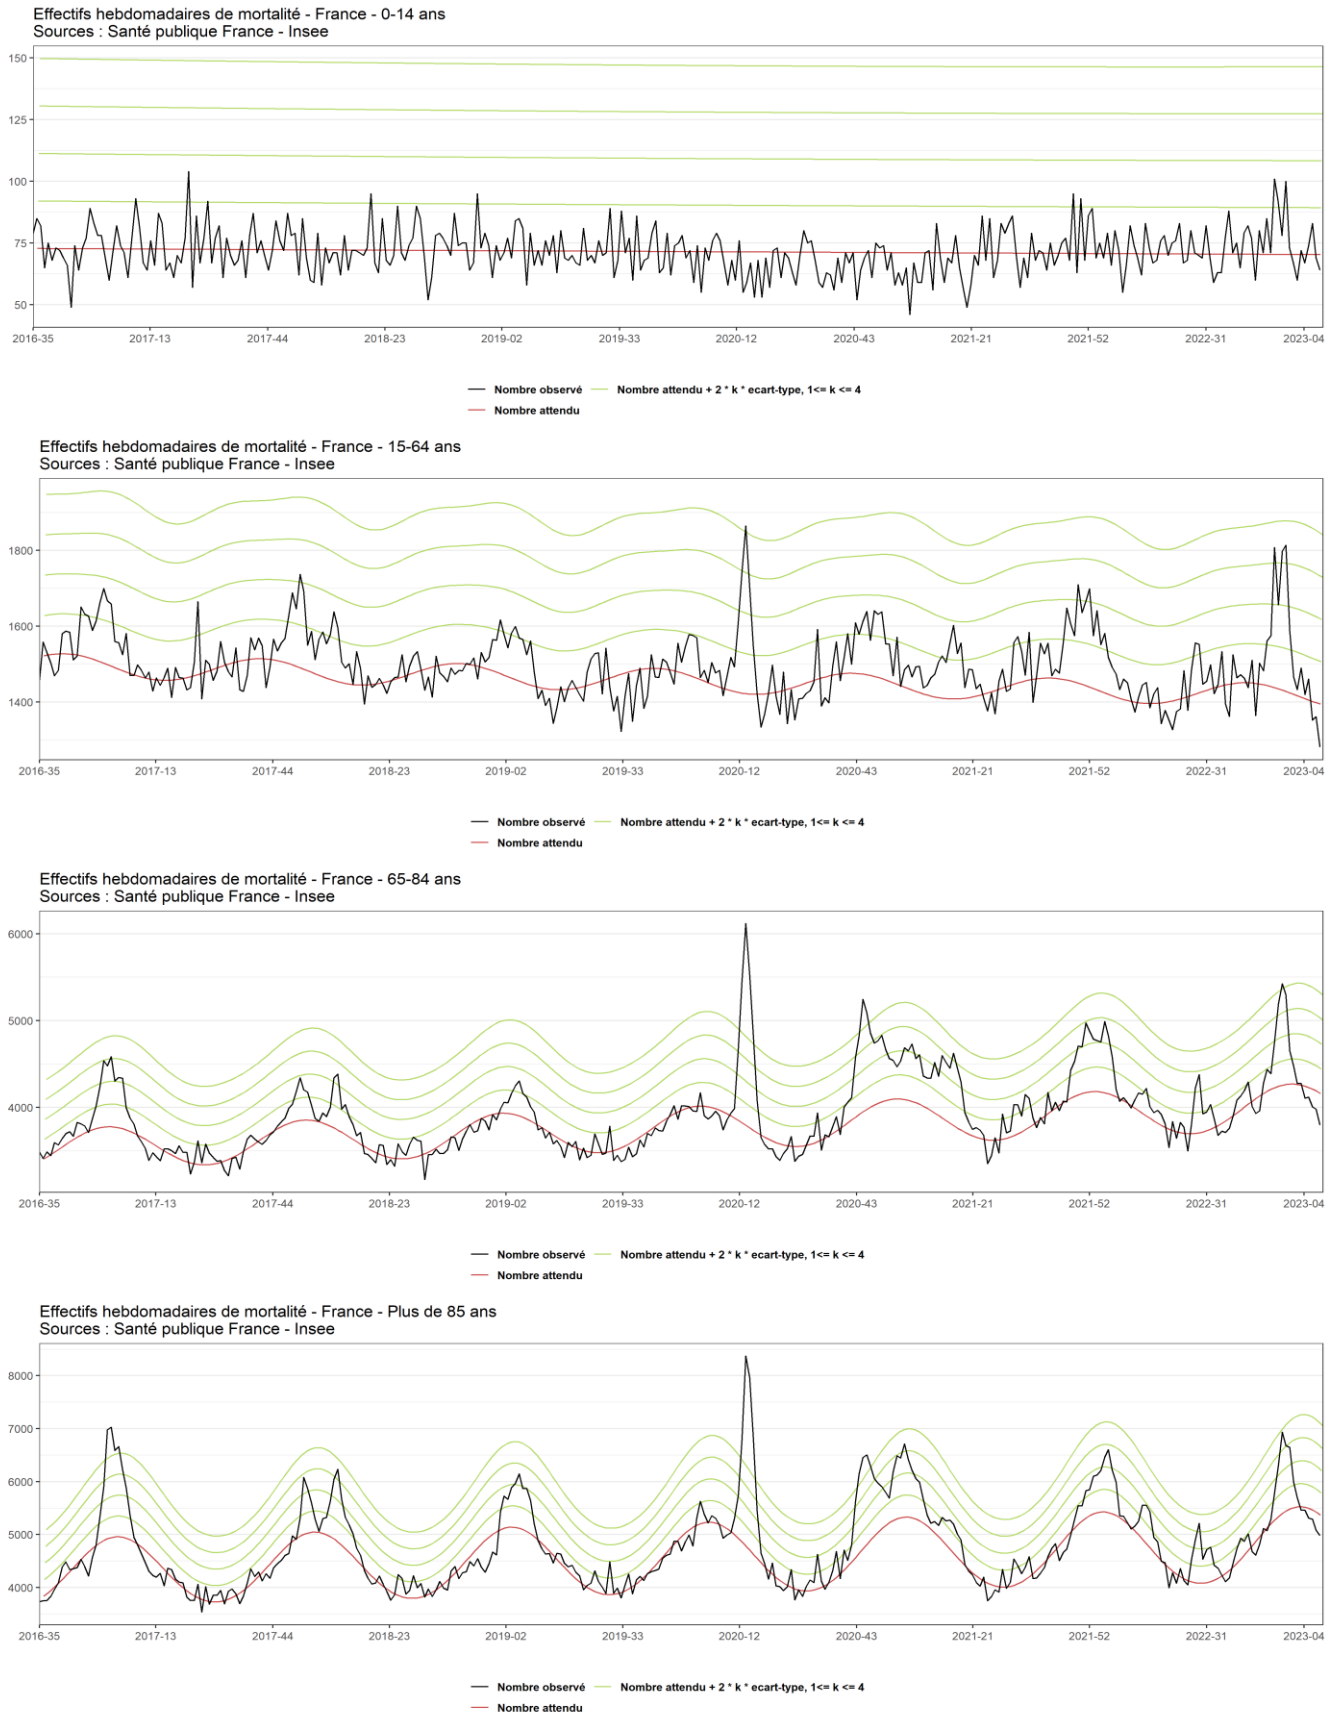 Effectifs hebdomadaires de mortalité - France - 0-14 ans
Sources : Santé publique France - Insee
150
125
100
75
50
2016-35 2017-13 2017-44 2018-23 2019-02 2019-33 2020-12 2020-43 2021-21 2021-52 2022-31 2023-04
Nombre observé Nombre attendu + 2 * k * ecart-type, 1<= k <= 4
Nombre attendu
Effectifs hebdomadaires de mortalité - France - 15-64 ans
Sources : Santé publique France - Insee
1800
1600
1400
2016-35 2017-13 2017-44 2018-23 2019-02 2019-33 2020-12 2020-43 2021-21 2021-52 2022-31 2023-04
Nombre observé Nombre attendu + 2 * k * ecart-type, 1<= k <= 4
Nombre attendu
Effectifs hebdomadaires de mortalité - France - 65-84 ans
Sources : Santé publique France - Insee
6000
5000
4000
2016-35 2017-13 2017-44 2018-23 2019-02 2019-33 2020-12 2020-43 2021-21 2021-52 2022-31 2023-04
Nombre observé Nombre attendu + 2 * k * ecart-type, 1<= k <= 4
Nombre attendu
Effectifs hebdomadaires de mortalité - France - Plus de 85 ans
Sources : Santé publique France - Insee
8000
7000
6000
5000
4000
2016-35 2017-13 2017-44 2018-23 2019-02 2019-33 2020-12 2020-43 2021-21 2021-52 2022-31 2023-04
Nombre observé Nombre attendu + 2 * k * ecart-type, 1<= k <= 4
Nombre attendu